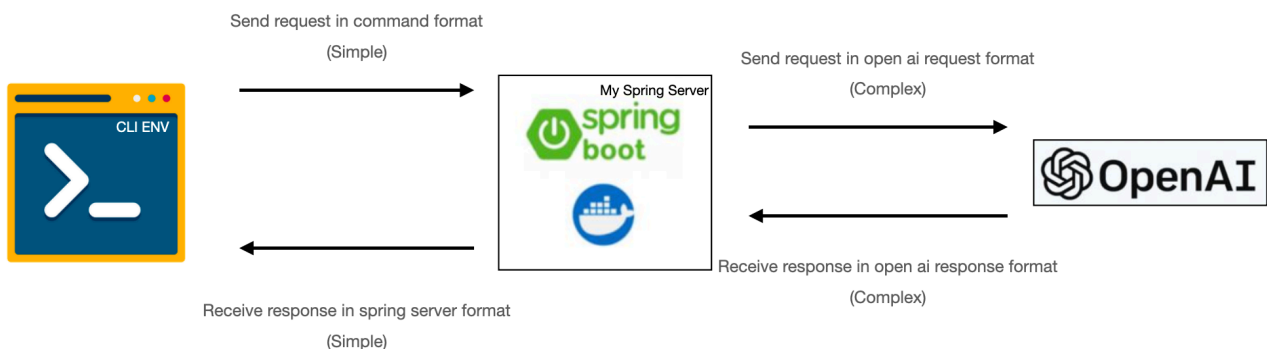 Send request in command format
(Simple)
Send request in open ai request format
(Complex)
CLI ENV
My Spring Server
spring
boot
OpenAI
Receive response in open ai response format
(Complex)
Receive response in spring server format
(Simple)